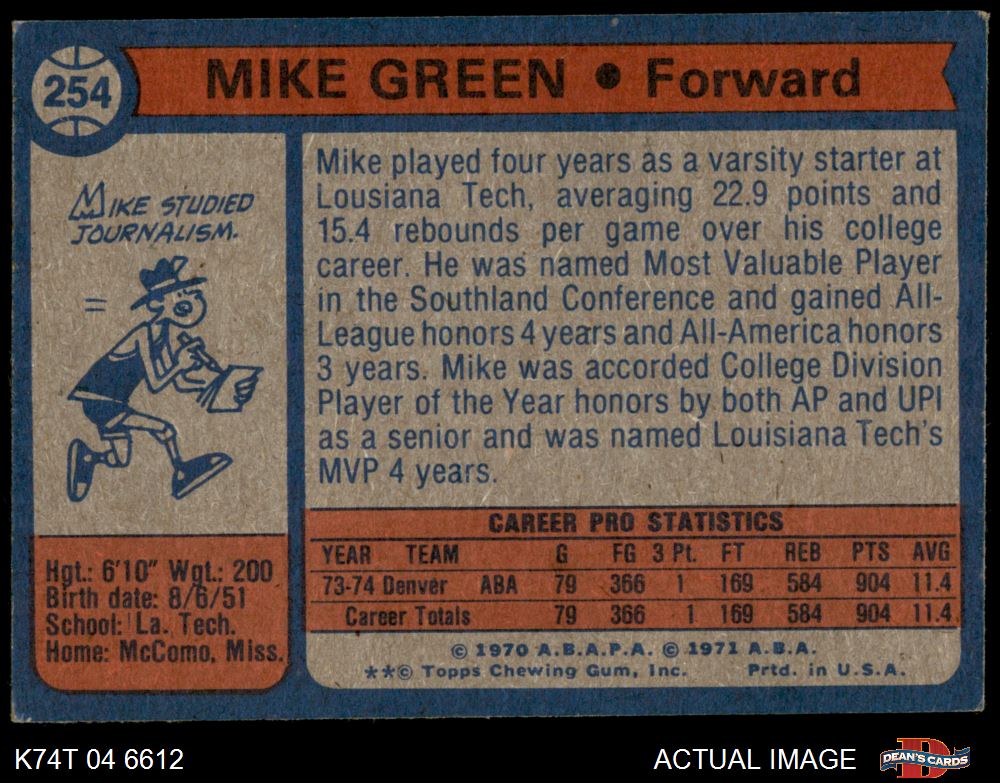 254
MIKE GREEN • Forward
MIKE STUDIED
JOURNALISM.
Mike played four years as a varsity starter at
Lousiana Tech, averaging 22.9 points and
15.4 rebounds per game over his college
career. He was named Most Valuable Player
in the Southland Conference and gained All-
League honors 4 years and All-America honors
3 years. Mike was accorded College Division
Player of the Year honors by both AP and UPI
as a senior and was named Louisiana Tech's
MVP 4 years.
Hgt.: 6'10" Wgt.: 200
Birth date: 8/6/51
School: La. Tech.
Home: McComo, Miss.
CAREER PRO STATISTICS
YEAR TEAM G FG 3 Pt. FT REB PTS AVG
73-74 Denver ABA 79 366 1 169 584 904 11.4
Career Totals 79 366 1 169 584 904 11.4
© 1970 A.B.A.P.A. © 1971 A.B.A.
**© Topps Chewing Gum, Inc. Prtd. in U.S.A.
K74T 04 6612 ACTUAL IMAGE DEAN'S CARDS